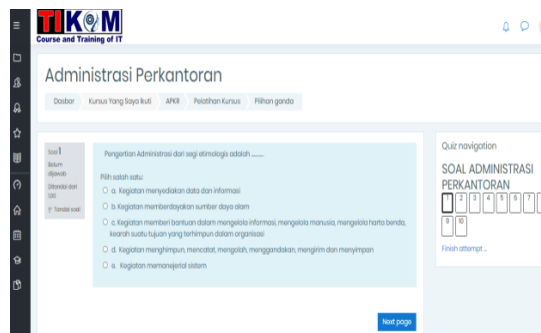 TIKOM
Course and Training of IT
Administrasi Perkantoran
Dasbor Kursus Yang Saya Ikuti APKR Pelatihan Kursus Pilihan ganda
Soal 1
Belum
dijawab
Ditandai dari
1,00
Tandai soal
Pengertian Administrasi dari segi etimologis adalah ........
Pilih salah satu:
a. Kegiatan menyediakan data dan informasi
b. Kegiatan memberdayakan sumber daya alam
c. Kegiatan memberi bantuan dalam mengelola informasi, mengelola manusia, mengelola harta benda,
kearah suatu tujuan yang terhimpun dalam organisasi
d. Kegiatan menghimpun, mencatat, mengolah, menggandakan, mengirim dan menyimpan
e. Kegiatan memanejerial sistem
Next page
Quiz navigation
SOAL ADMINISTRASI
PERKANTORAN
1 2 3 4 5 6 7
9 10
Finish attempt ...